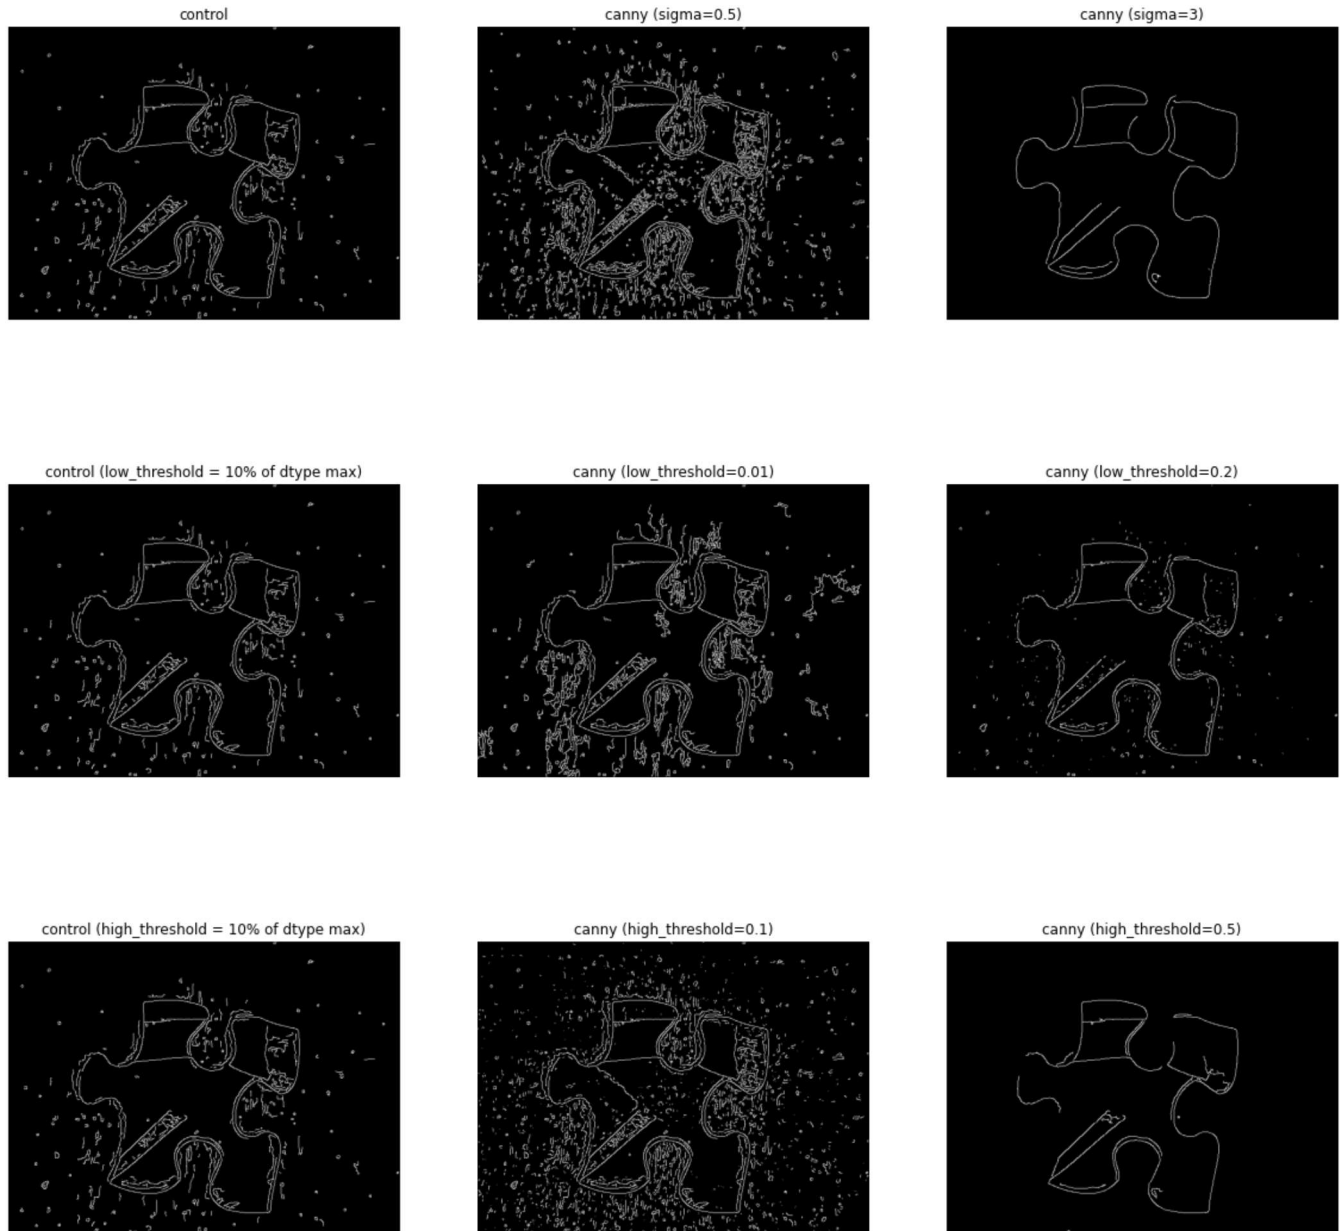 control
canny (sigma=0.5)
canny (sigma=3)
control (low_threshold = 10% of dtype max)
canny (low_threshold=0.01)
canny (low_threshold=0.2)
control (high_threshold = 10% of dtype max)
canny (high_threshold=0.1)
canny (high_threshold=0.5)